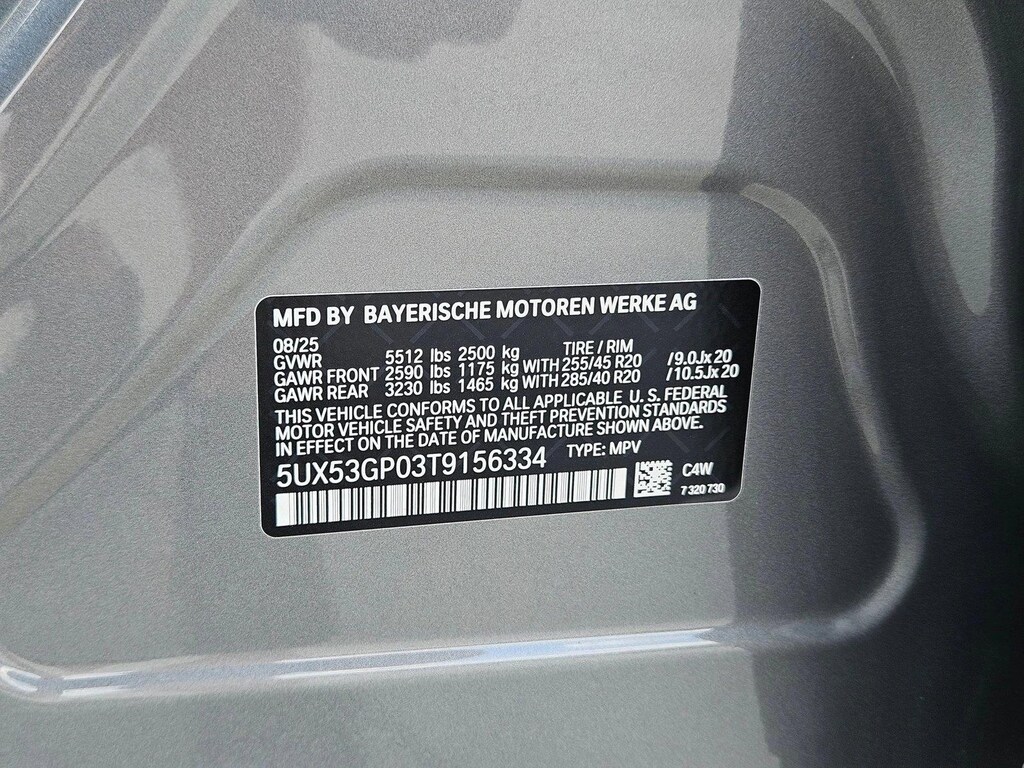 MFD BY BAYERISCHE MOTOREN WERKE AG
08/25
GVWR 5512 lbs 2500 kg TIRE / RIM
GAWR FRONT 2590 lbs 1175 kg WITH 255/45 R20 /9.0Jx20
GAWR REAR 3230 lbs 1465 kg WITH 285/40 R20 /10.5Jx20
THIS VEHICLE CONFORMS TO ALL APPLICABLE U.S. FEDERAL
MOTOR VEHICLE SAFETY AND THEFT PREVENTION STANDARDS
IN EFFECT ON THE DATE OF MANUFACTURE SHOWN ABOVE.
5UX53GP03T9156334 TYPE: MPV
C4W
7 320 730